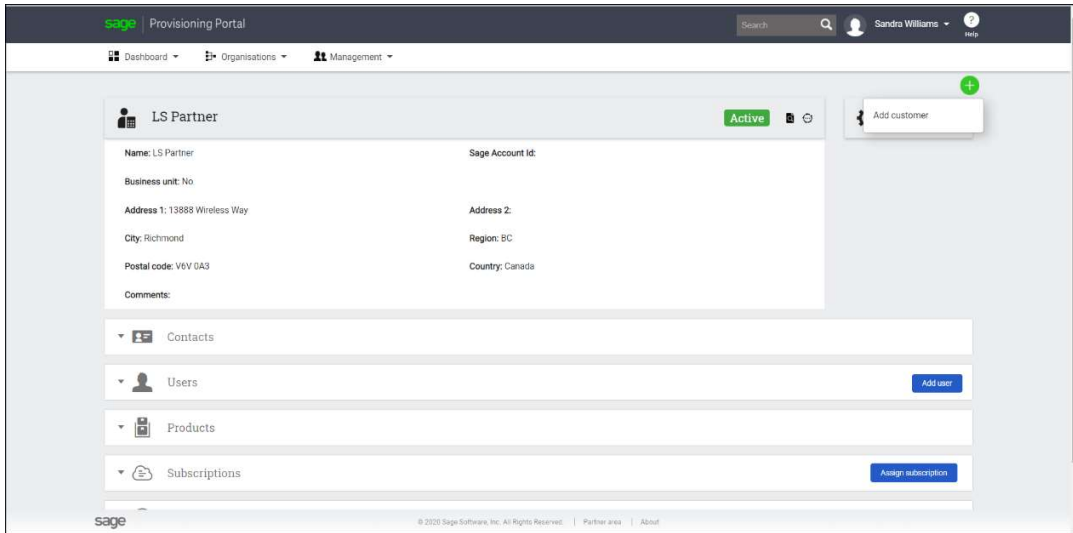 sage Provisioning Portal Search Sandra Williams ? Help
Dashboard Organisations Management
LS Partner Active Add customer
Name: LS Partner Sage Account Id:
Business unit: No
Address 1: 13888 Wireless Way Address 2:
City: Richmond Region: BC
Postal code: V6V 0A3 Country: Canada
Comments:
Contacts
Users Add user
Products
Subscriptions Assign subscription
sage © 2020 Sage Software, Inc. All Rights Reserved. | Partner area | About